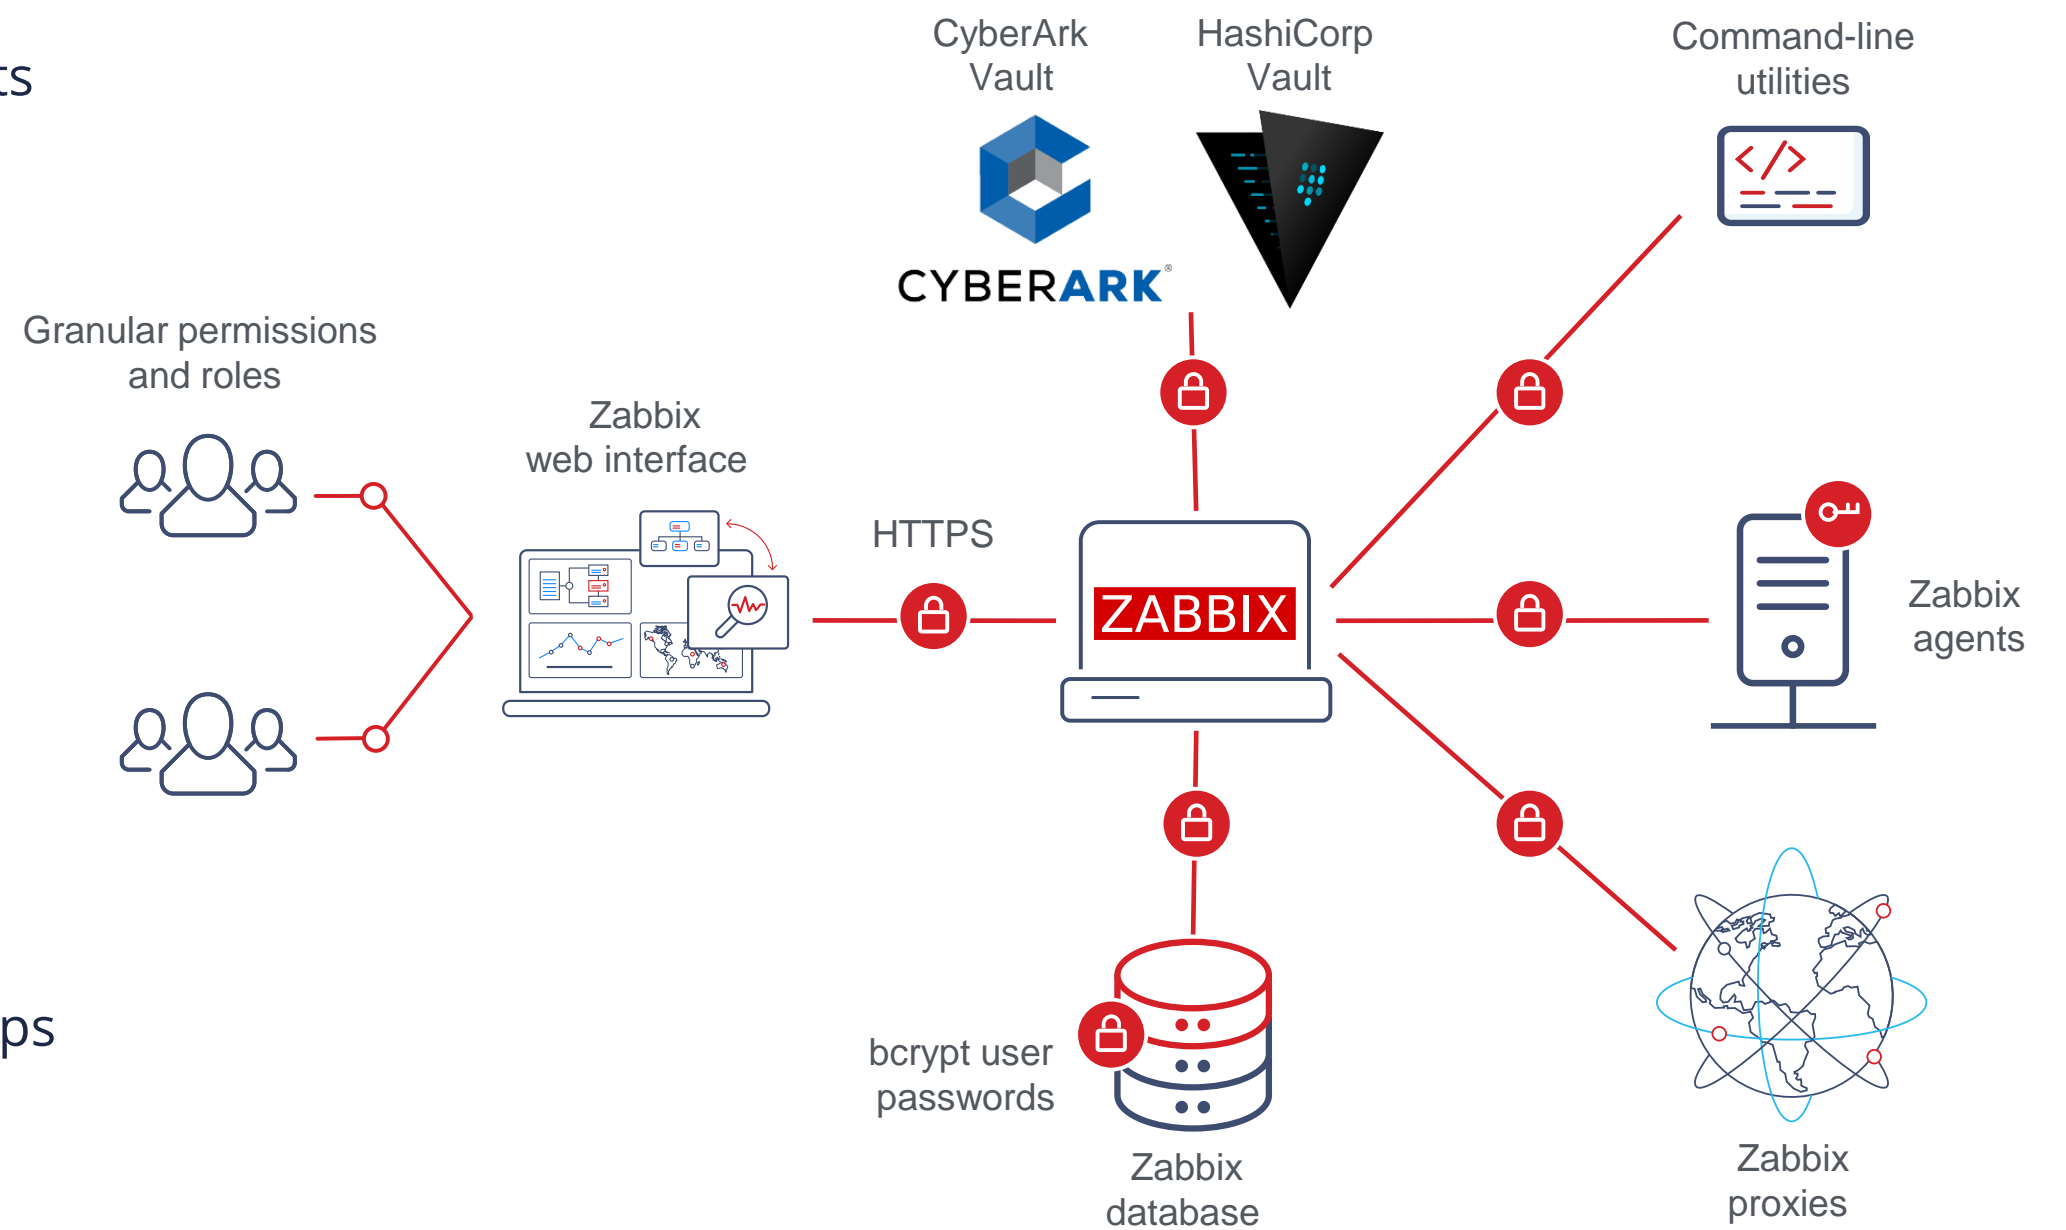 ts
CyberArk
Vault
HashiCorp
Vault
Command-line
utilities
CYBERARK®
Granular permissions
and roles
Zabbix
web interface
HTTPS
ZABBIX
Zabbix
agents
ps
bcrypt user
passwords
Zabbix
database
Zabbix
proxies